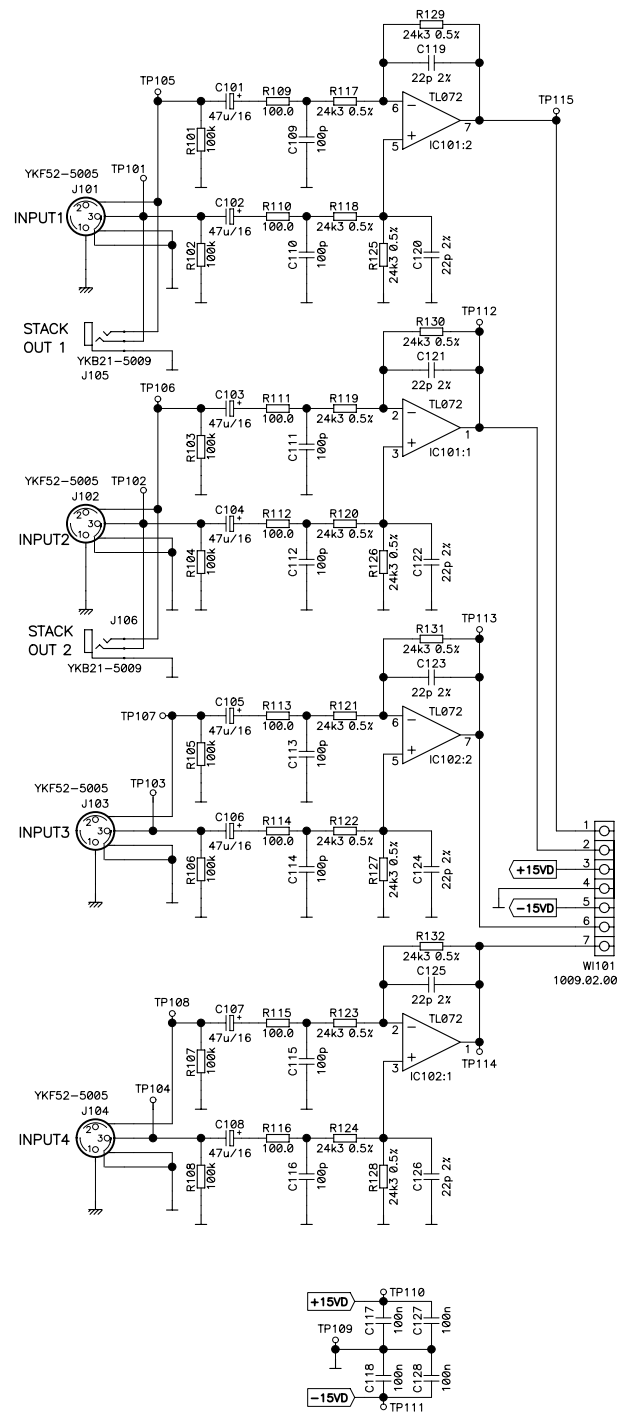 R129
24k3 0.5%
C119
22p 2%
TP105
C101
R109
R117
TL072
TP115
+
47u/16
100.0
24k3 0.5%
6
7
R101
100k
C109
100p
5
IC101:2
YKF52-5005
TP101
J101
C102
R110
R118
INPUT1
2
3
1
+
47u/16
100.0
24k3 0.5%
R102
100k
C110
100p
R125
24k3 0.5%
C120
22p 2%
STACK
OUT 1
YKB21-5009
J105
R130
TP112
24k3 0.5%
C121
22p 2%
TP106
C103
R111
R119
TL072
+
47u/16
100.0
24k3 0.5%
2
1
R103
100k
C111
100p
3
IC101:1
YKF52-5005
TP102
J102
C104
R112
R120
INPUT2
2
3
1
+
47u/16
100.0
24k3 0.5%
R104
100k
C112
100p
R126
24k3 0.5%
C122
22p 2%
STACK
OUT 2
J106
YKB21-5009
R131
TP113
24k3 0.5%
C123
22p 2%
TP107
C105
R113
R121
TL072
+
47u/16
100.0
24k3 0.5%
6
7
R105
100k
C113
100p
5
IC102:2
YKF52-5005
TP103
J103
C106
R114
R122
INPUT3
2
3
1
+
47u/16
100.0
24k3 0.5%
R106
100k
C114
100p
R127
24k3 0.5%
C124
22p 2%
1
2
3
+15VD
4
5
-15VD
6
7
WI101
1009.02.00
R132
24k3 0.5%
C125
22p 2%
TP108
C107
R115
R123
TL072
+
47u/16
100.0
24k3 0.5%
2
1
TP114
R107
100k
C115
100p
3
IC102:1
YKF52-5005
TP104
J104
C108
R116
R124
INPUT4
2
3
1
+
47u/16
100.0
24k3 0.5%
R108
100k
C116
100p
R128
24k3 0.5%
C126
22p 2%
+15VD
TP110
C117
100n
C127
100n
TP109
C118
100n
C128
100n
-15VD
TP111